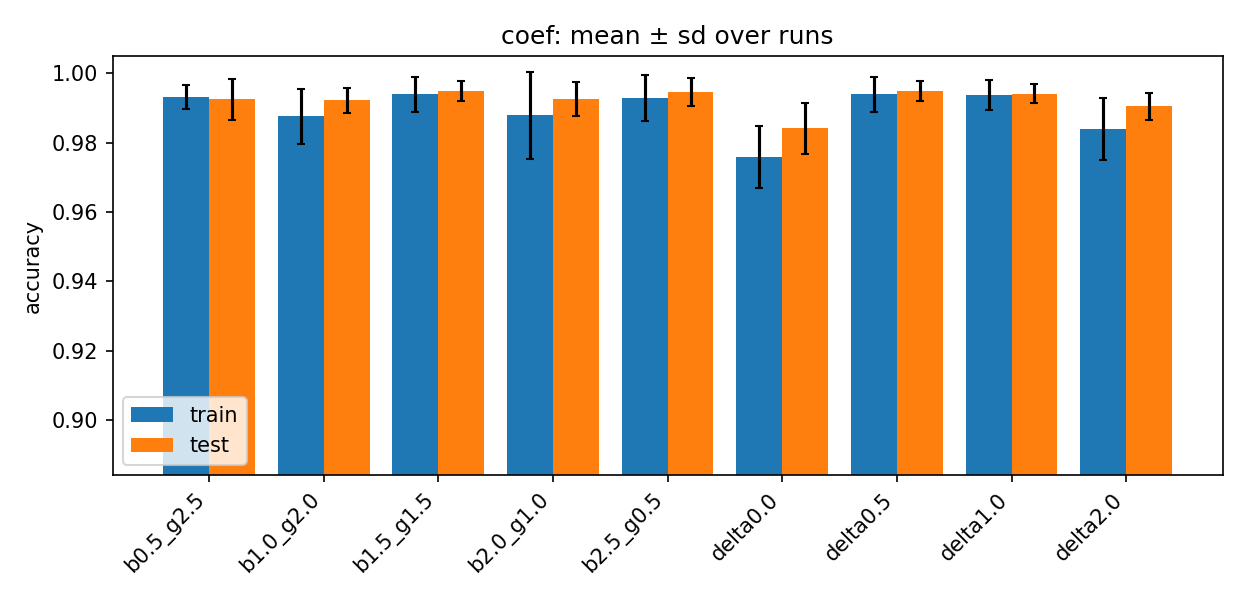 coef: mean ± sd over runs
accuracy
1.00
0.98
0.96
0.94
0.92
0.90
train
test
b0.5_g2.5
b1.0_g2.0
b1.5_g1.5
b2.0_g1.0
b2.5_g0.5
delta0.0
delta0.5
delta1.0
delta2.0